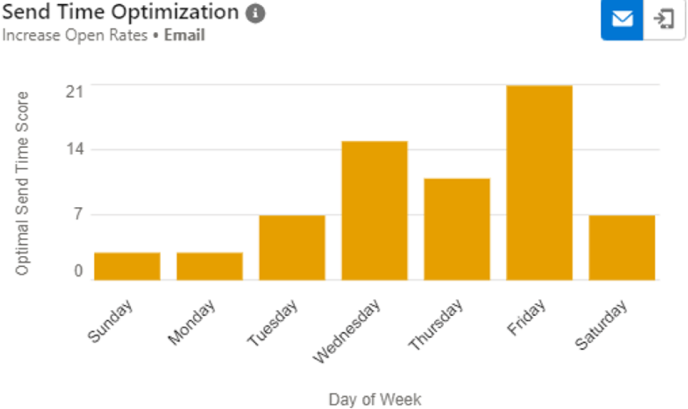 Send Time Optimization
Increase Open Rates • Email
Optimal Send Time Score
21
14
7
0
Sunday
Monday
Tuesday
Wednesday
Thursday
Friday
Saturday
Day of Week